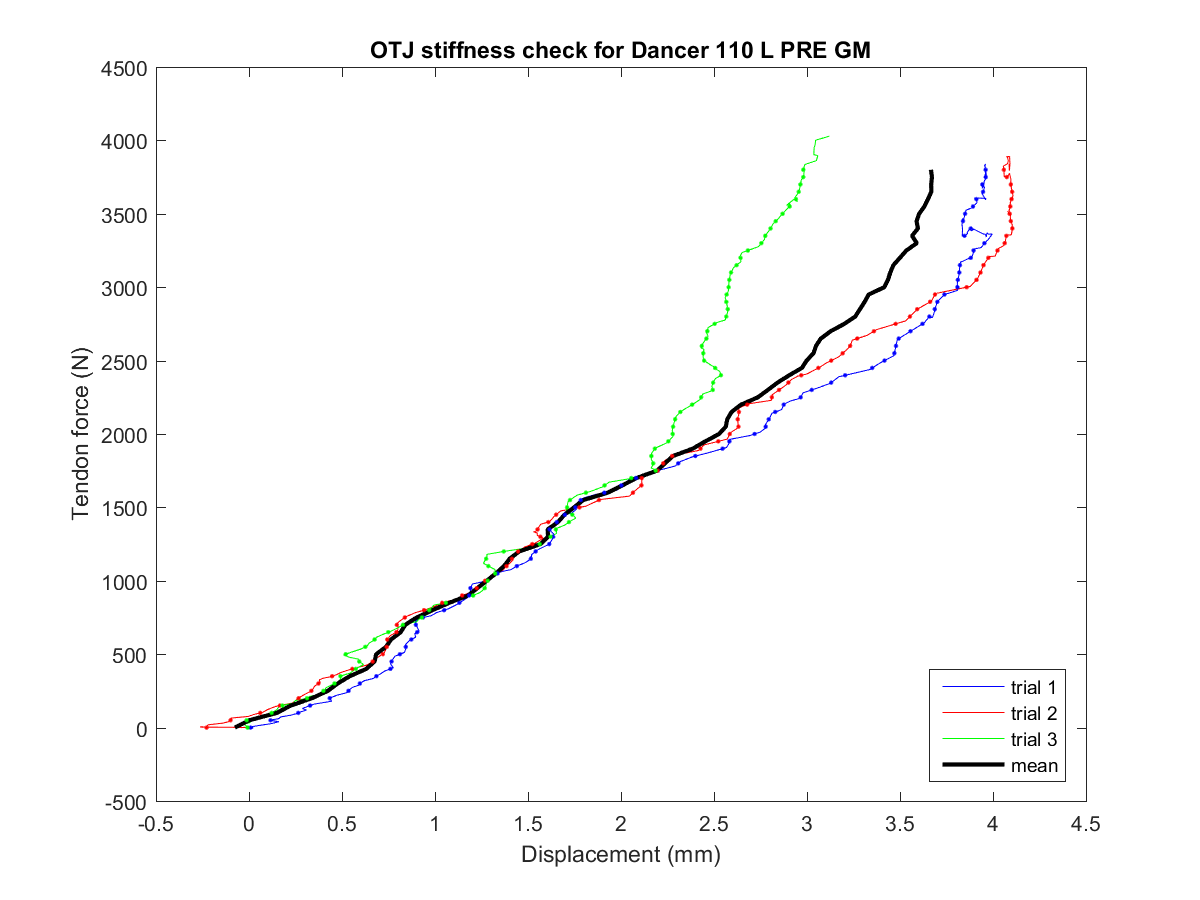 OTJ stiffness check for Dancer 110 L PRE GM
4500
4000
3500
3000
2500
2000
1500
1000
500
0
-500
Tendon force (N)
-0.5 0 0.5 1 1.5 2 2.5 3 3.5 4 4.5
Displacement (mm)
trial 1
trial 2
trial 3
mean